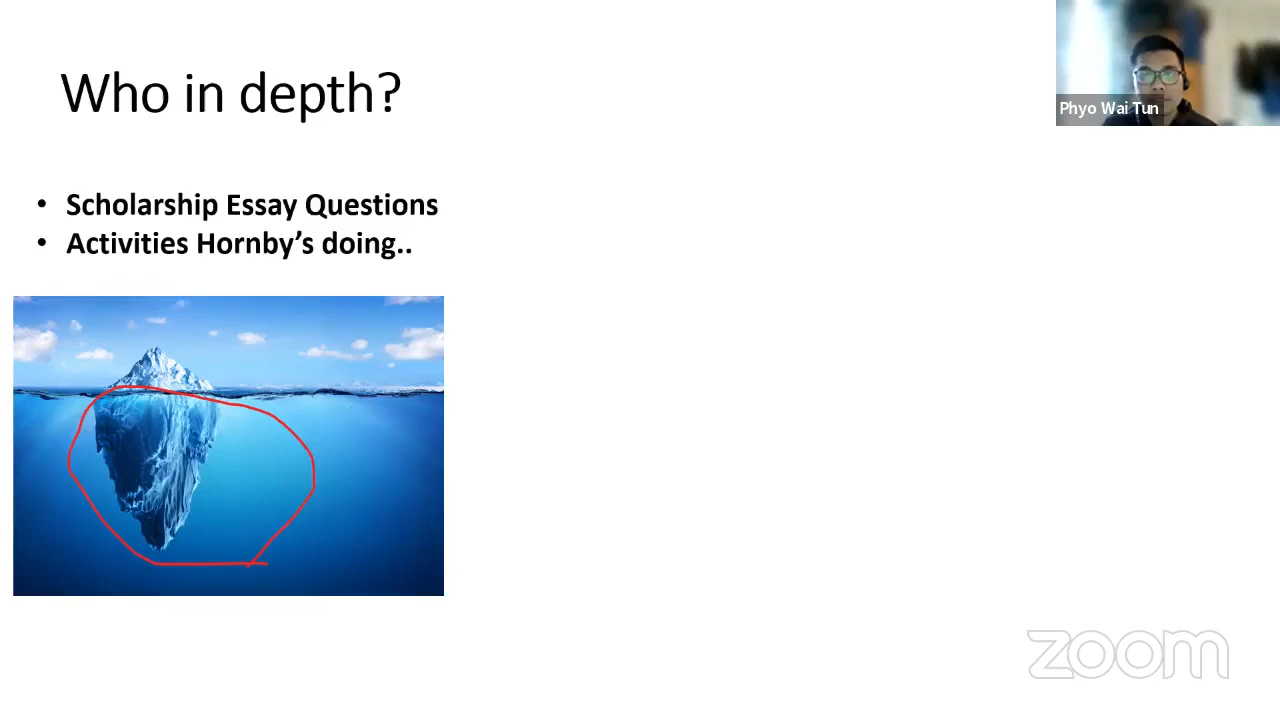 Who in depth?
Phyo Wai Tun
• Scholarship Essay Questions
• Activities Hornby's doing..
zoom